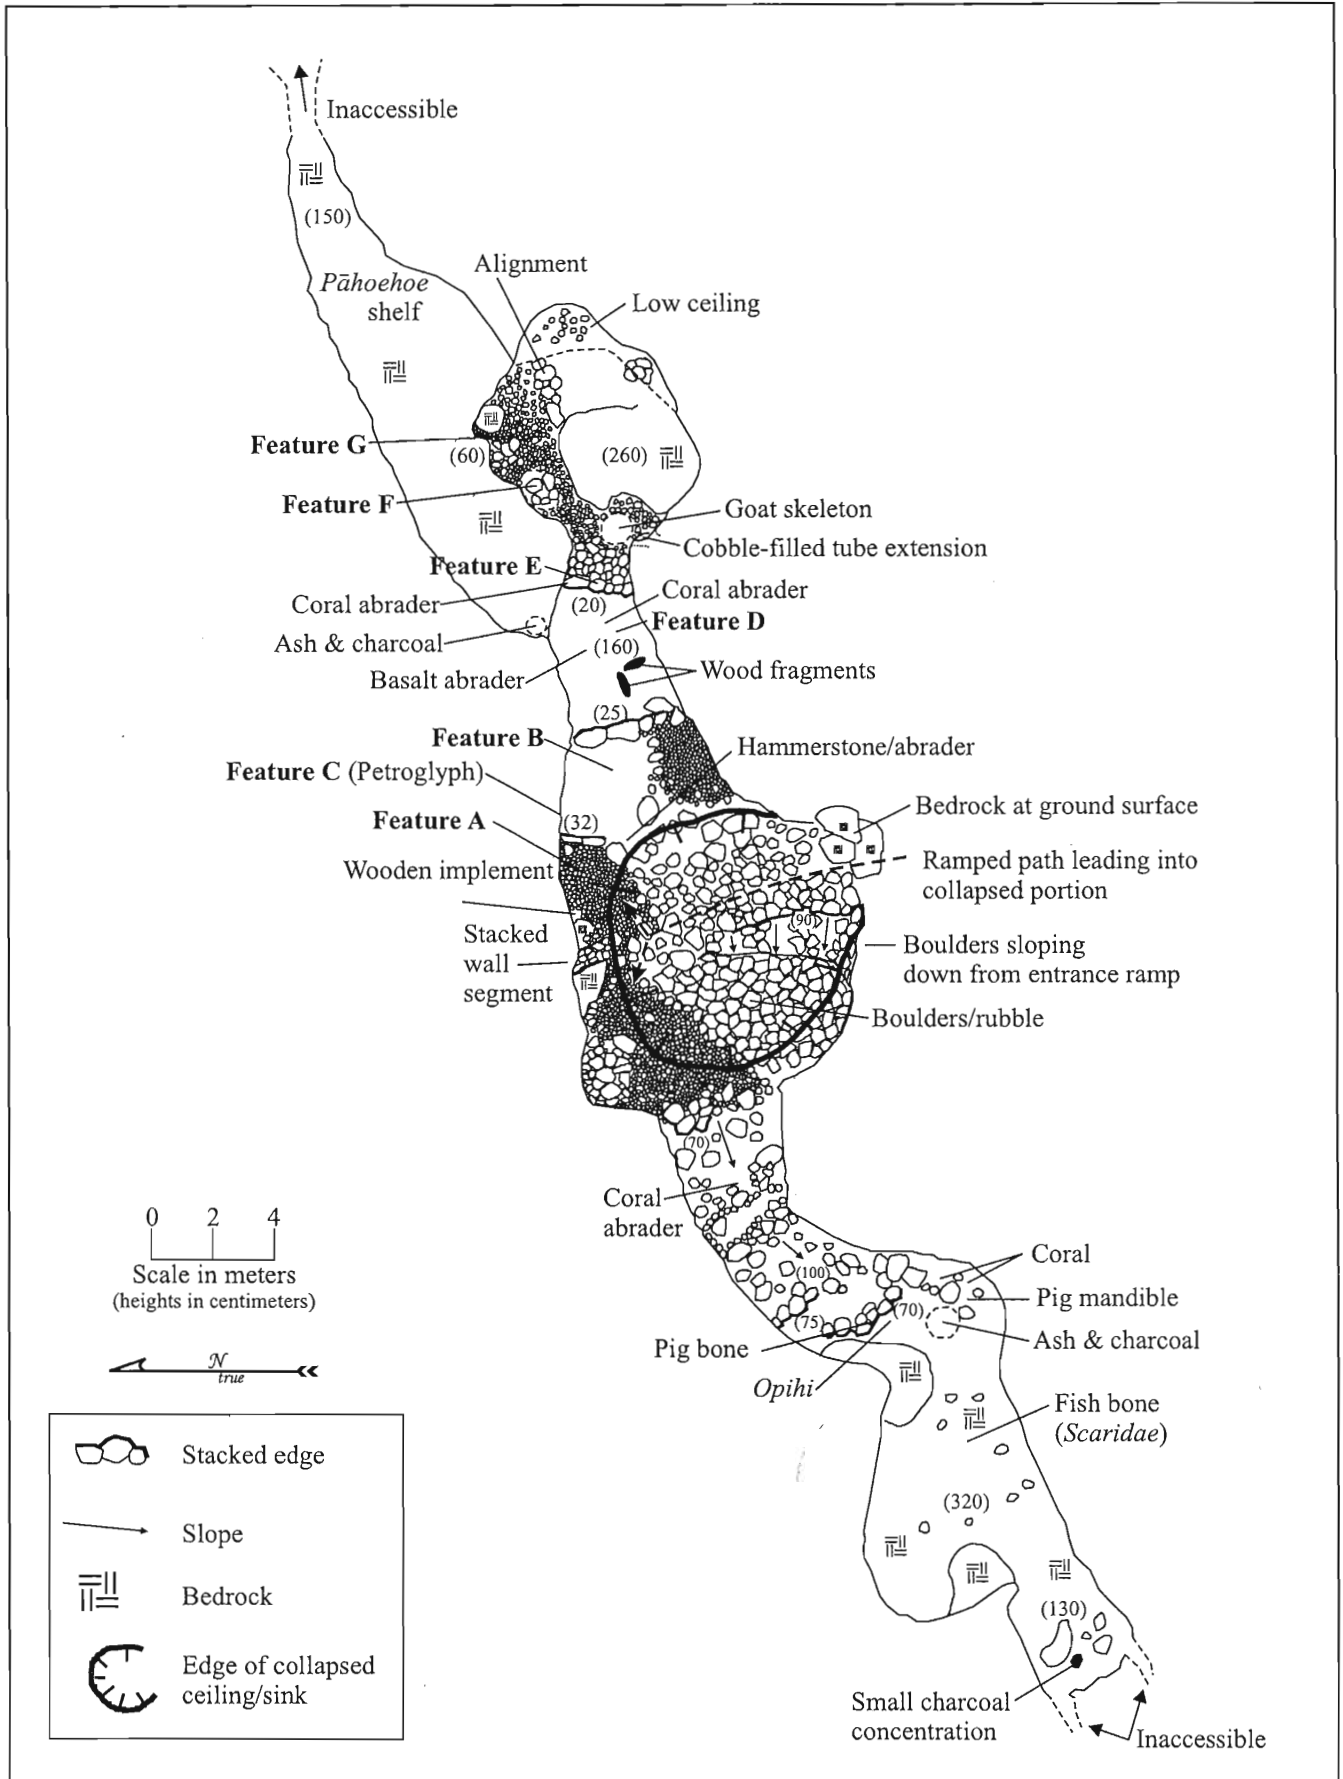 Inaccessible
(150)
Pāhoehoe
shelf
Alignment
Low ceiling
Feature G
(60)
(260)
Feature F
Goat skeleton
Cobble-filled tube extension
Feature E
Coral abrader
(20)
Coral abrader
Feature D
Ash & charcoal
(160)
Basalt abrader
Wood fragments
(25)
Feature B
Hammerstone/abrader
Feature C (Petroglyph)
Feature A
(32)
Bedrock at ground surface
Wooden implement
Ramped path leading into
collapsed portion
(90)
Stacked
wall
segment
Boulders sloping
down from entrance ramp
Boulders/rubble
(70)
Coral
abrader
(100)
Coral
Pig mandible
(70)
(75)
Ash & charcoal
Pig bone
Opihi
Fish bone
(Scaridae)
(320)
(130)
Small charcoal
concentration
Inaccessible
0 2 4
Scale in meters
(heights in centimeters)
N
true
Stacked edge
Slope
Bedrock
Edge of collapsed
ceiling/sink